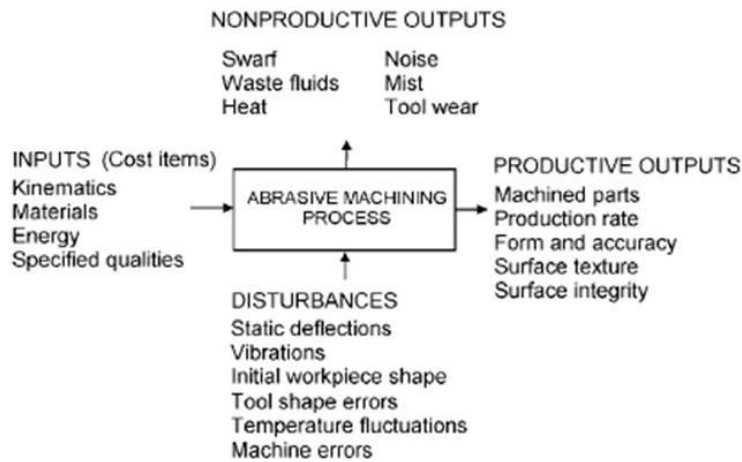 NONPRODUCTIVE OUTPUTS
Swarf Noise
Waste fluids Mist
Heat Tool wear
INPUTS (Cost items)
Kinematics
Materials
Energy
Specified qualities
ABRASIVE MACHINING
PROCESS
PRODUCTIVE OUTPUTS
Machined parts
Production rate
Form and accuracy
Surface texture
Surface integrity
DISTURBANCES
Static deflections
Vibrations
Initial workpiece shape
Tool shape errors
Temperature fluctuations
Machine errors